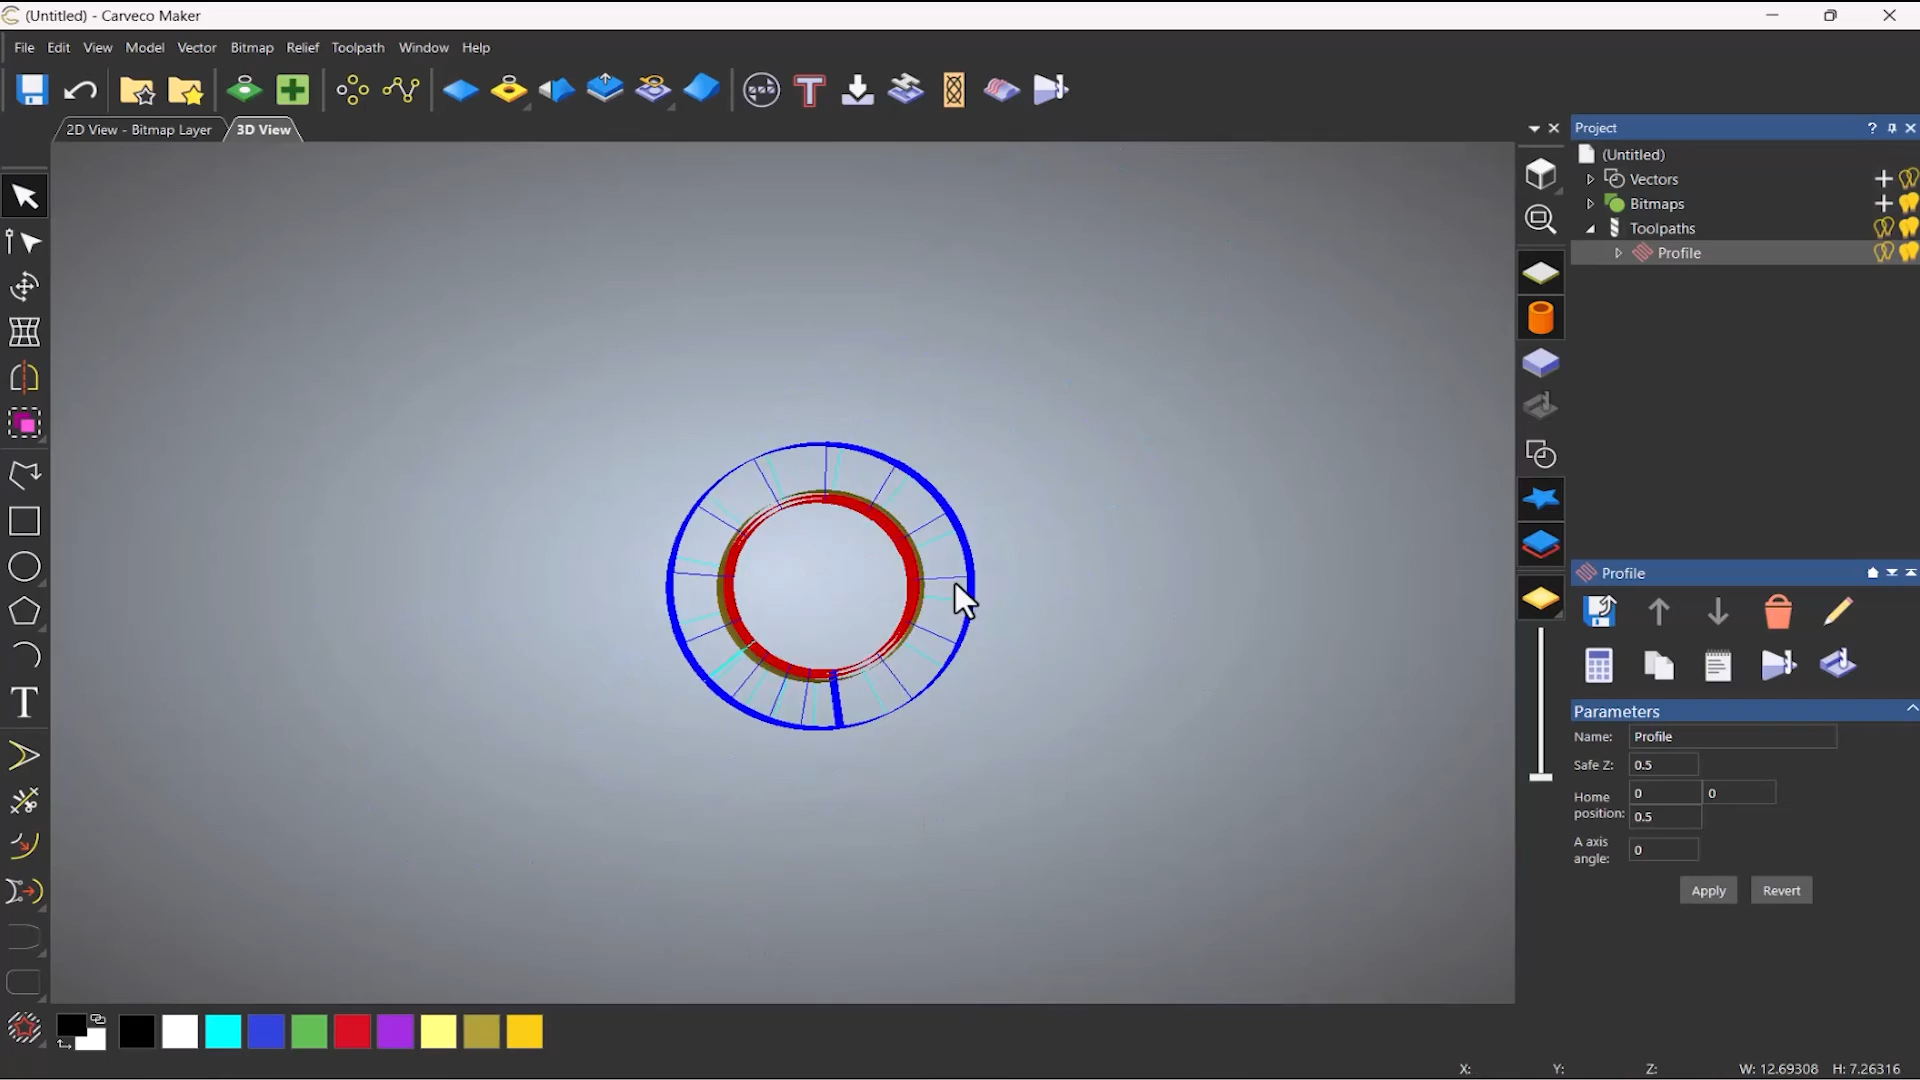 (Untitled) - Carveco Maker
File Edit View Model Vector Bitmap Relief Toolpath Window Help
2D View - Bitmap Layer 3D View
Project ?
(Untitled)
Vectors
Bitmaps
Toolpaths
Profile
Profile
Parameters
Name: Profile
Safe Z: 0.5
Home position: 0 0
0.5
A axis angle: 0
Apply Revert
X: Y: Z: W: 12.69308 H: 7.26316